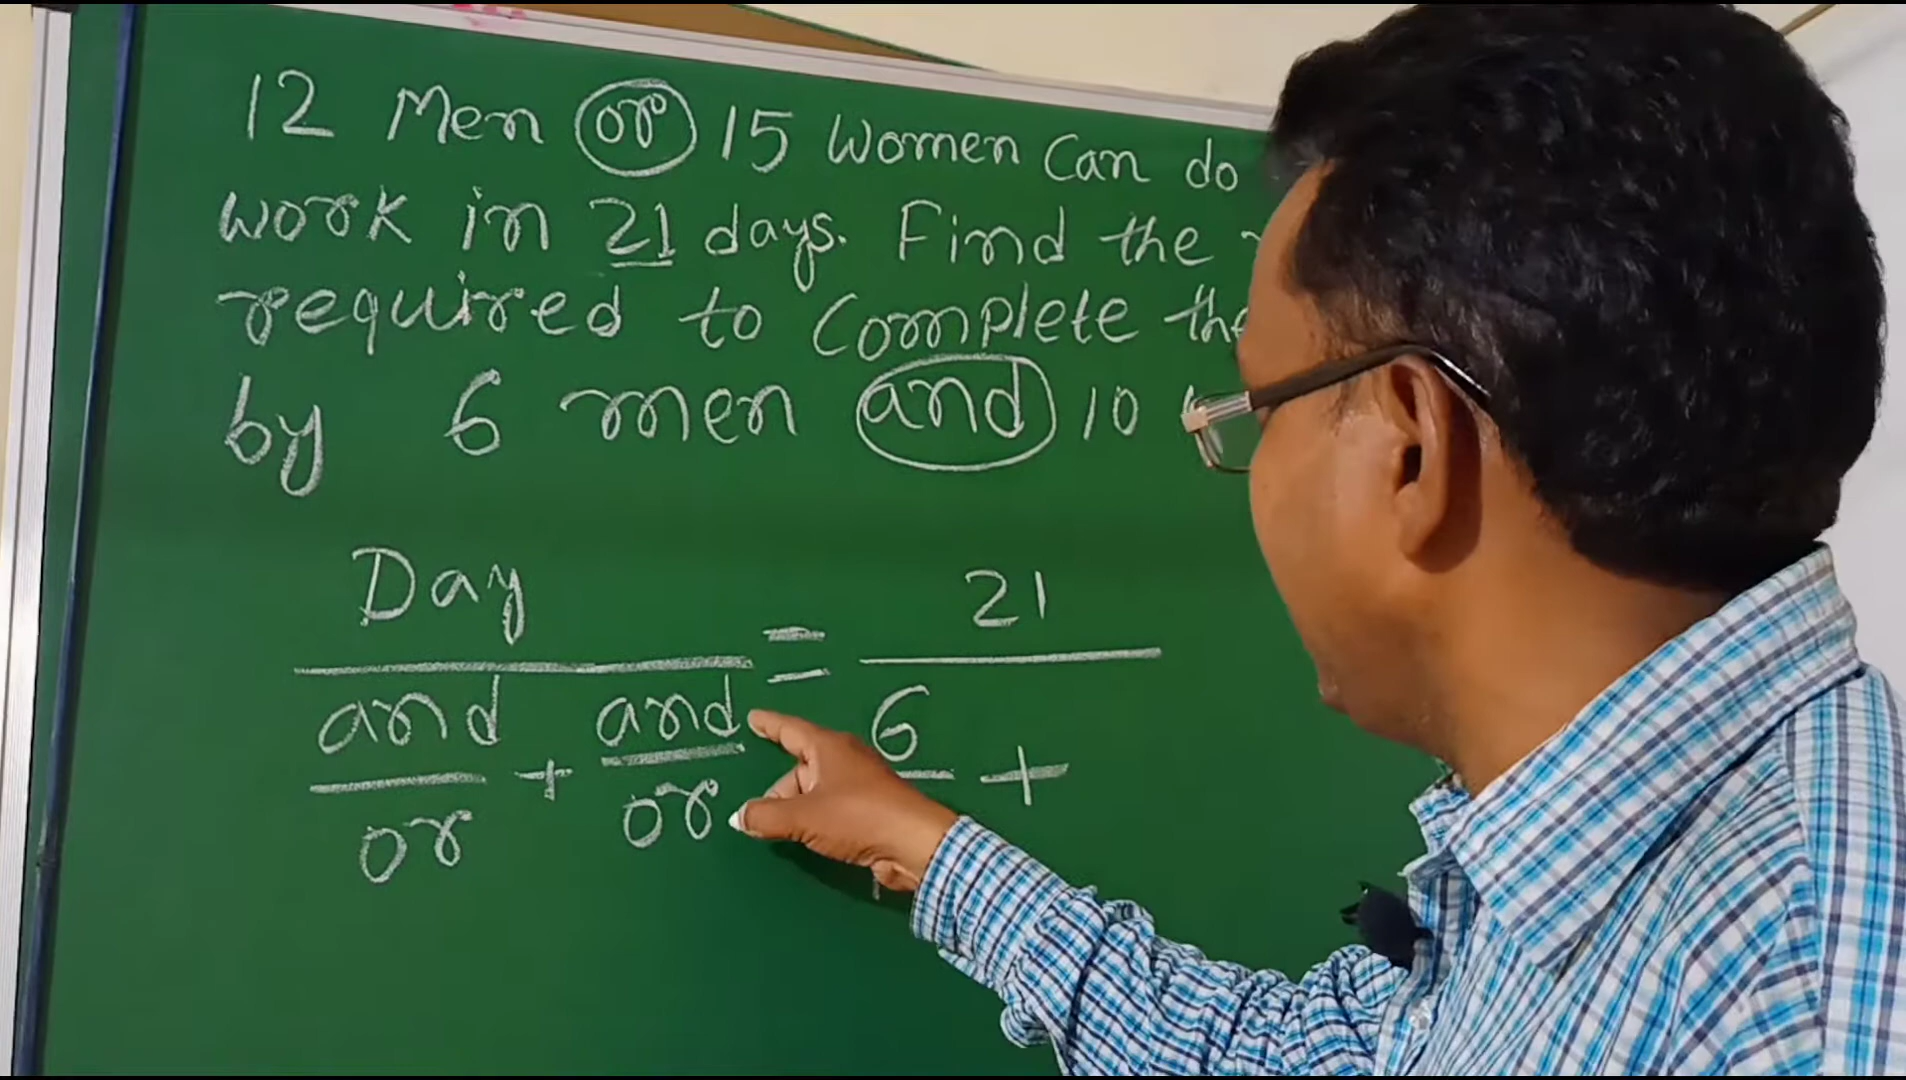 12 Men or 15 Women Can do
work in 21 days. Find the
required to Complete the
by 6 men and 10
Day = 21
and + and 6 +
or or